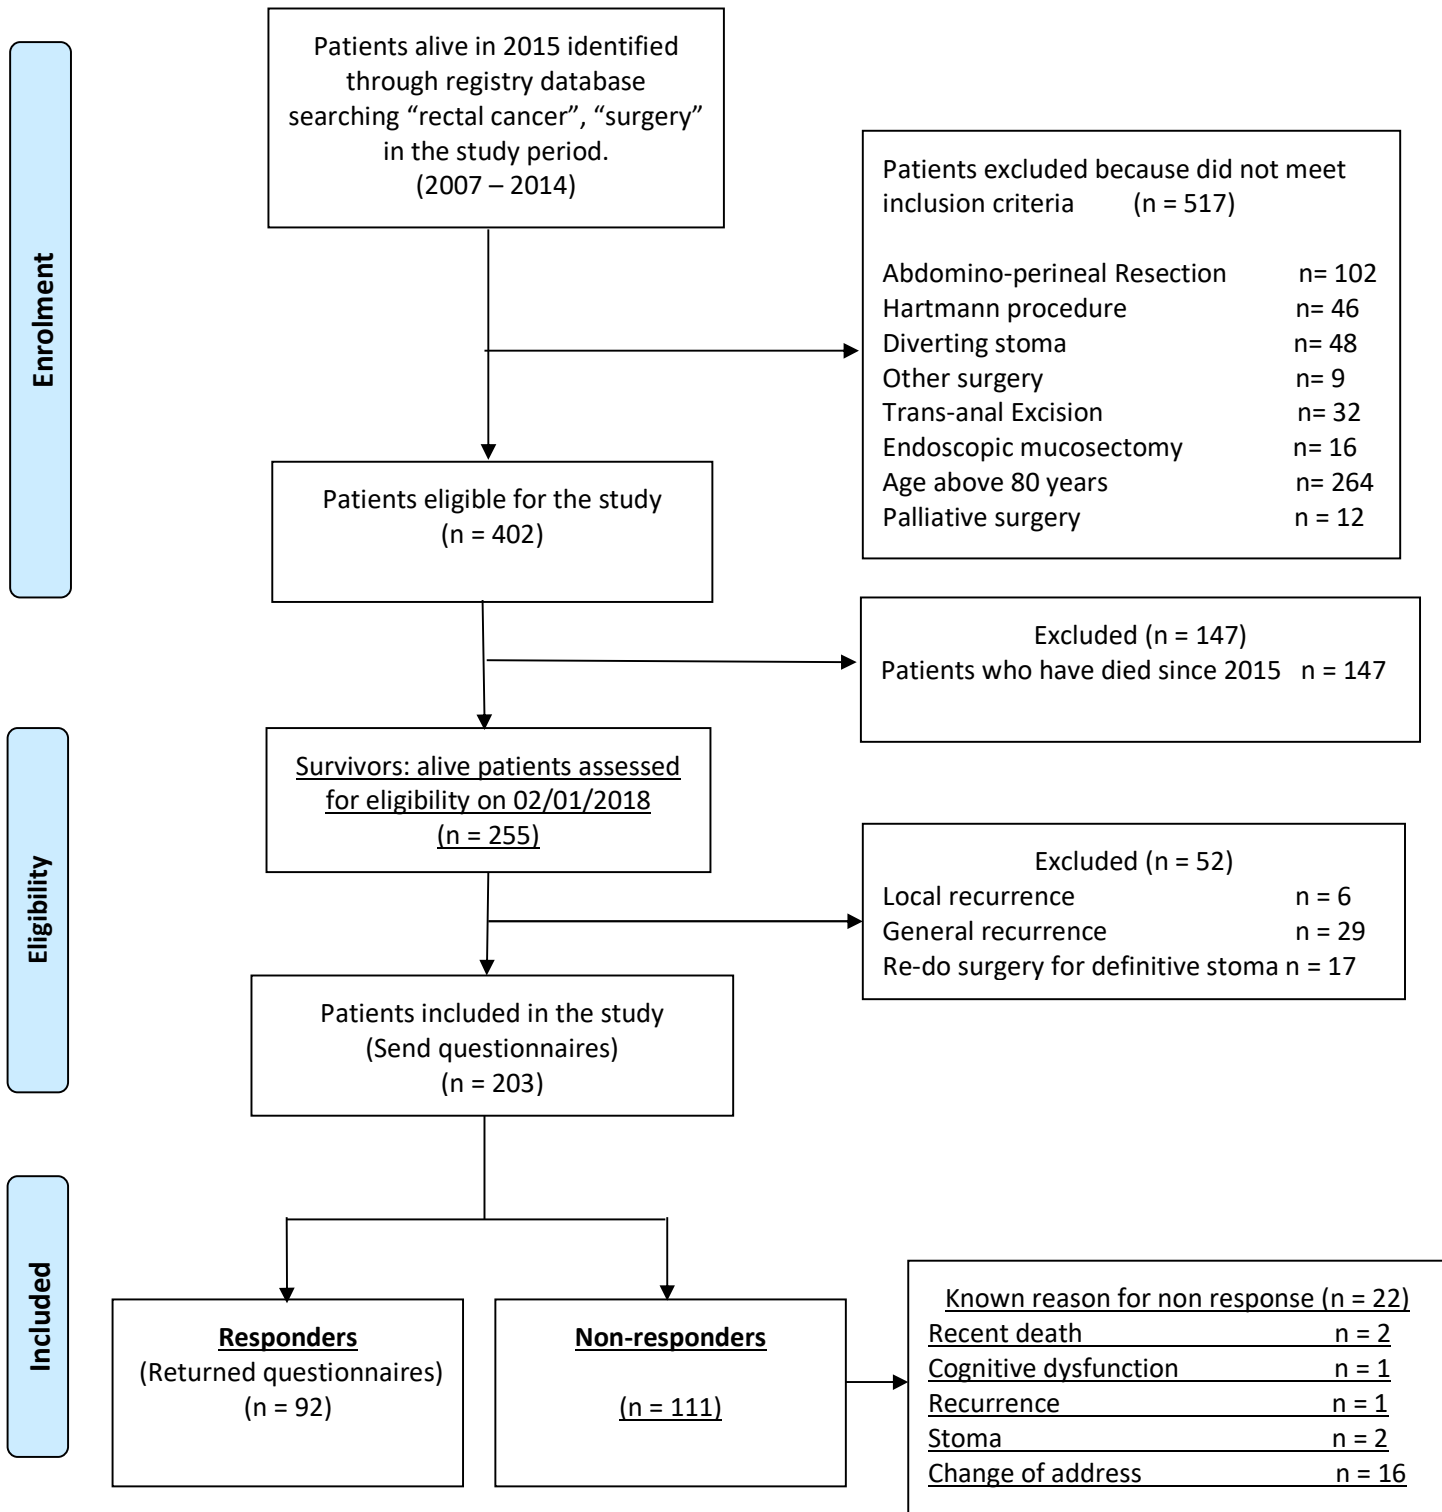 Enrolment
Patients alive in 2015 identified
through registry database
searching “rectal cancer”, “surgery”
in the study period.
(2007 – 2014)
Patients excluded because did not meet
inclusion criteria (n = 517)
Abdomino-perineal Resection n= 102
Hartmann procedure n= 46
Diverting stoma n= 48
Other surgery n= 9
Trans-anal Excision n= 32
Endoscopic mucosectomy n= 16
Age above 80 years n= 264
Palliative surgery n = 12
Patients eligible for the study
(n = 402)
Excluded (n = 147)
Patients who have died since 2015 n = 147
Eligibility
Survivors: alive patients assessed
for eligibility on 02/01/2018
(n = 255)
Excluded (n = 52)
Local recurrence n = 6
General recurrence n = 29
Re-do surgery for definitive stoma n = 17
Patients included in the study
(Send questionnaires)
(n = 203)
Included
Responders
(Returned questionnaires)
(n = 92)
Non-responders
(n = 111)
Known reason for non response (n = 22)
Recent death n = 2
Cognitive dysfunction n = 1
Recurrence n = 1
Stoma n = 2
Change of address n = 16